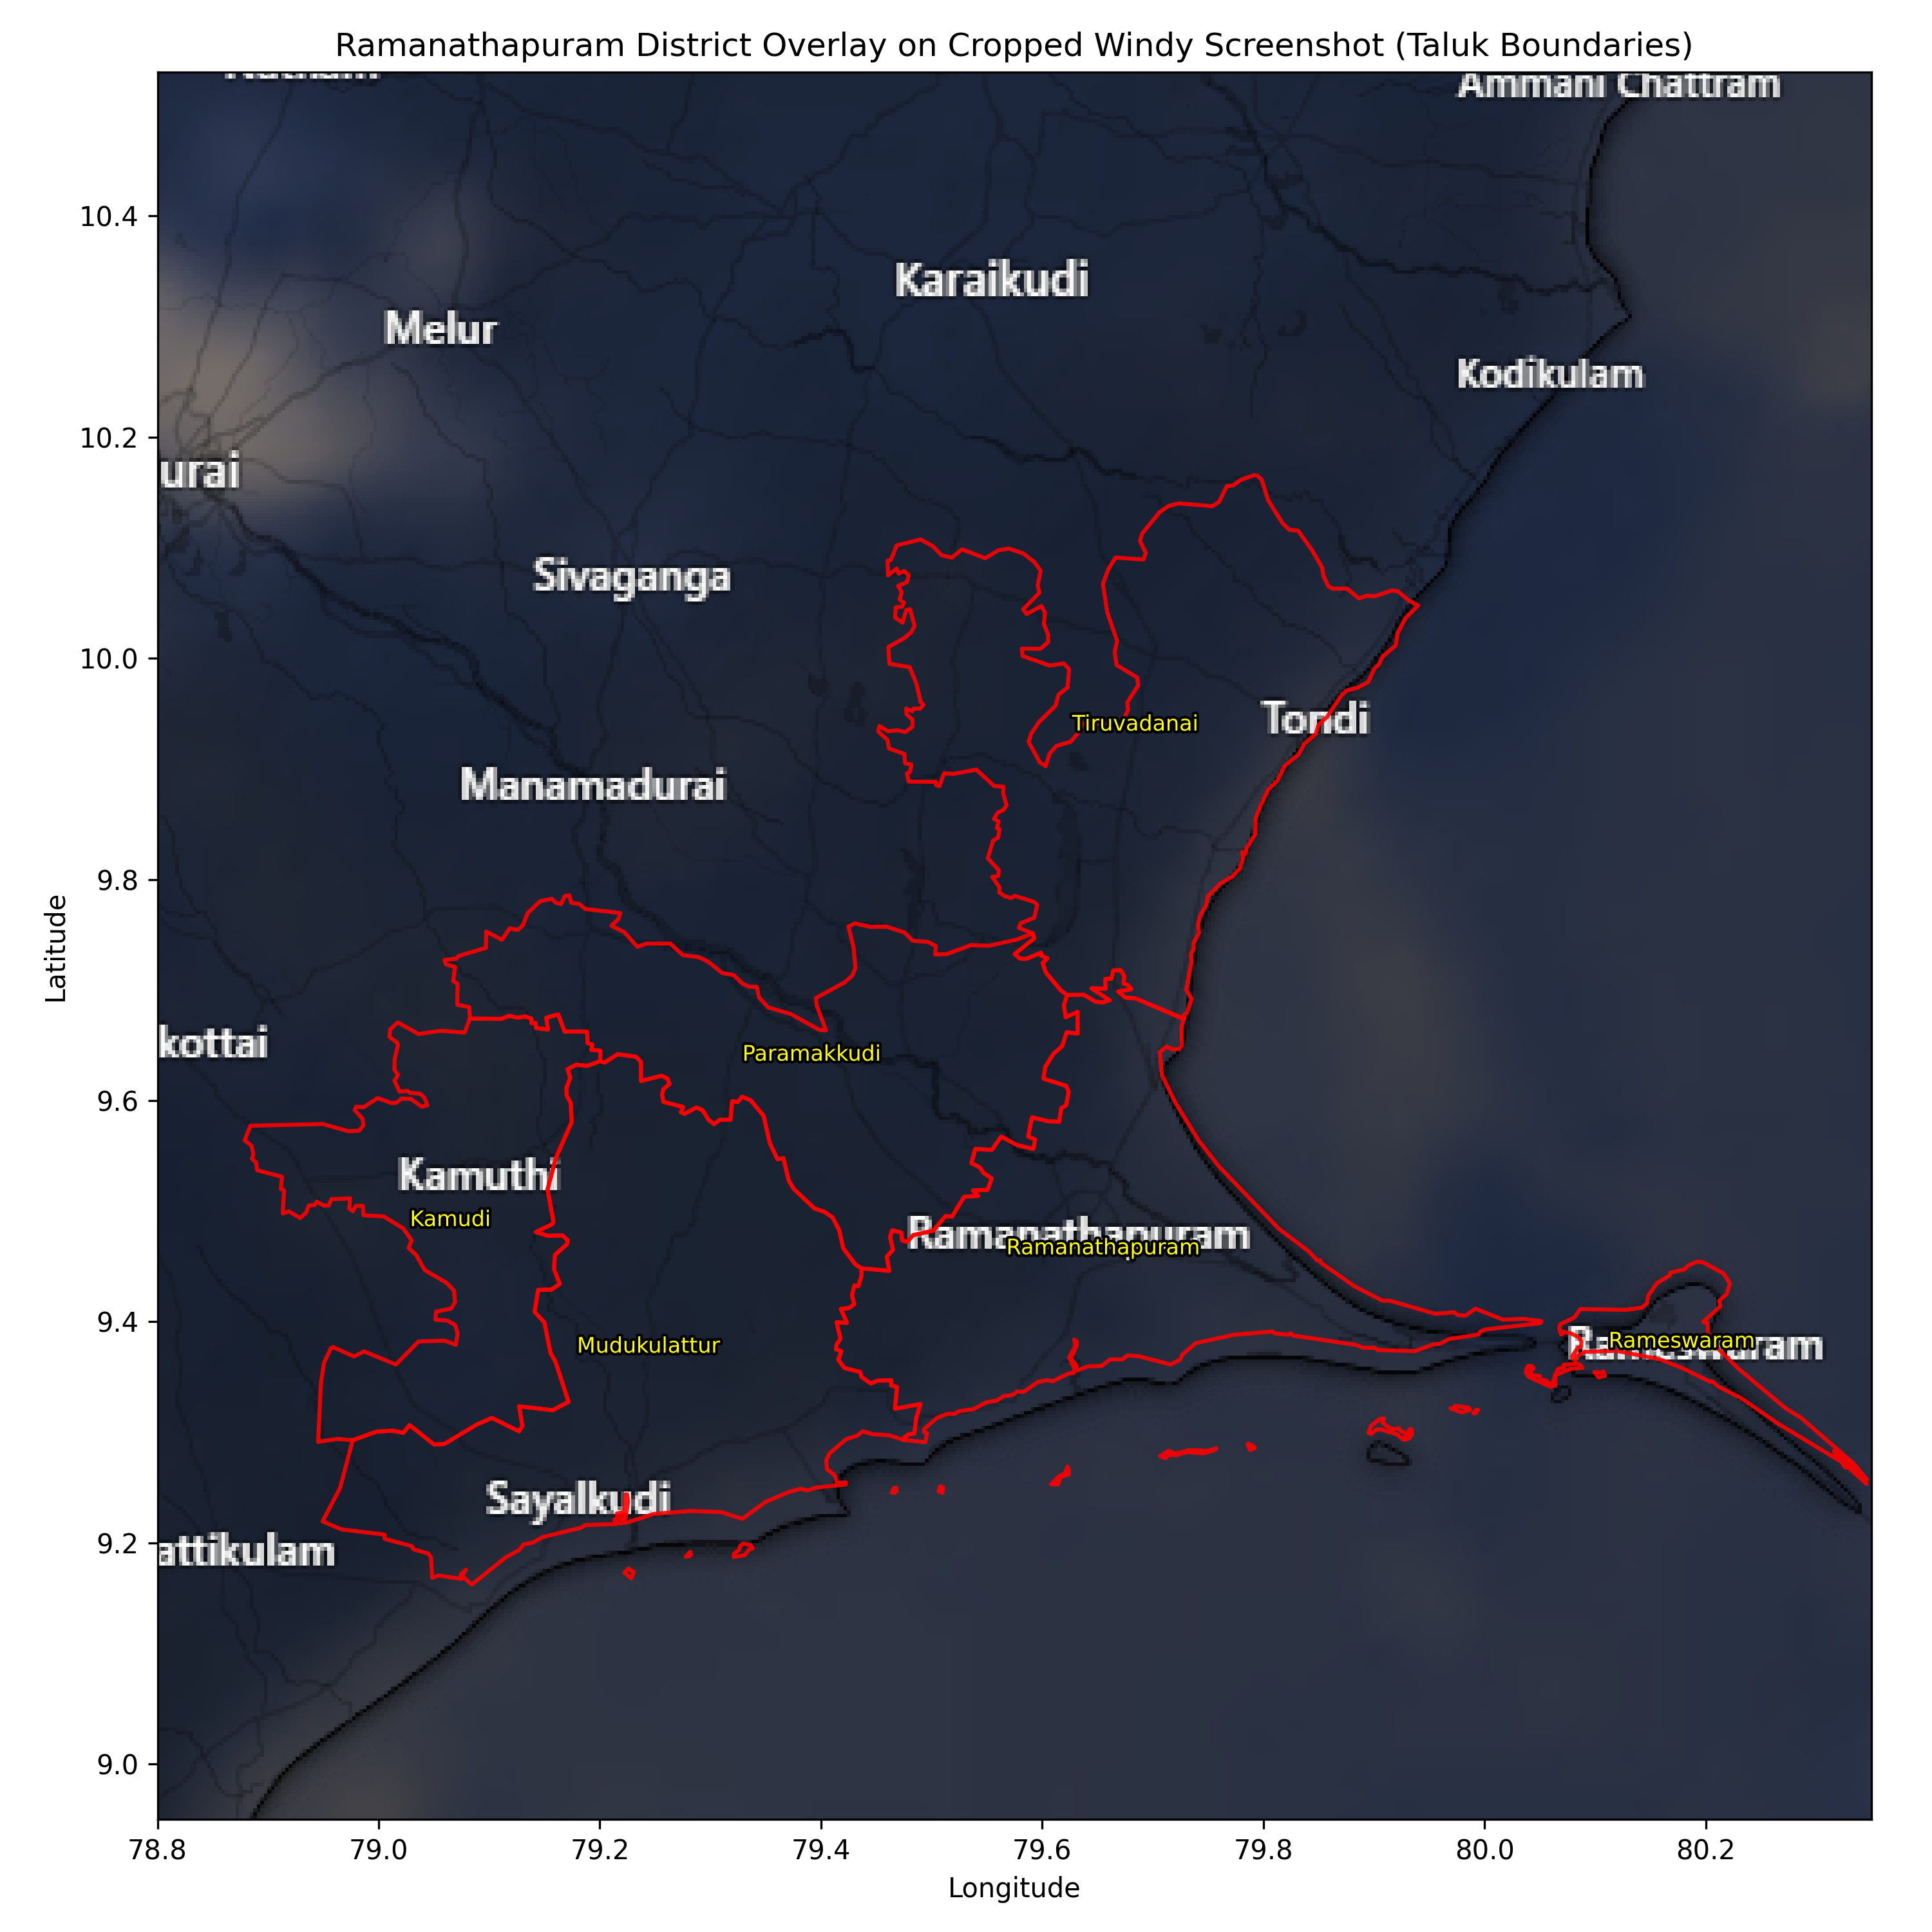 Ramanathapuram District Overlay on Cropped Windy Screenshot (Taluk Boundaries)
Ammani Chattram
10.4
Karaikudi
Melur
Kodikulam
10.2
urai
Sivaganga
10.0
Tondi
Tiruvadanai
Manamadurai
9.8
Latitude
kottai
Paramakkudi
9.6
Kamuthi
Kamudi
Ramanathapuram
Ramanathapuram
9.4
Rameswaram
Rameswaram
Mudukulattur
Sayalkudi
9.2
attikulam
9.0
78.8 79.0 79.2 79.4 79.6 79.8 80.0 80.2
Longitude